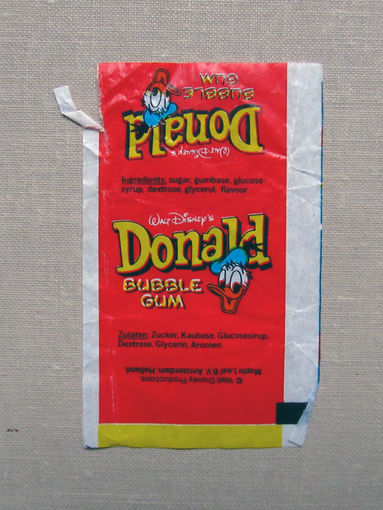 BUBBLE
GUM
Donald
Walt Disney's
Ingredients: sugar, gumbase, glucose-
syrup, dextrose, glycerol, flavour.
Walt Disney's
Donald
BUBBLE
GUM
Zutaten: Zucker, Kaubase, Glucosesirup,
Dextrose, Glycerin, Aromen.
© Walt Disney Productions
Maple Leaf B.V. Amsterdam, Holland.